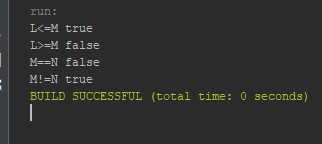 run:
L<=M true
L>=M false
M==N false
M!=N true
BUILD SUCCESSFUL (total time: 0 seconds)